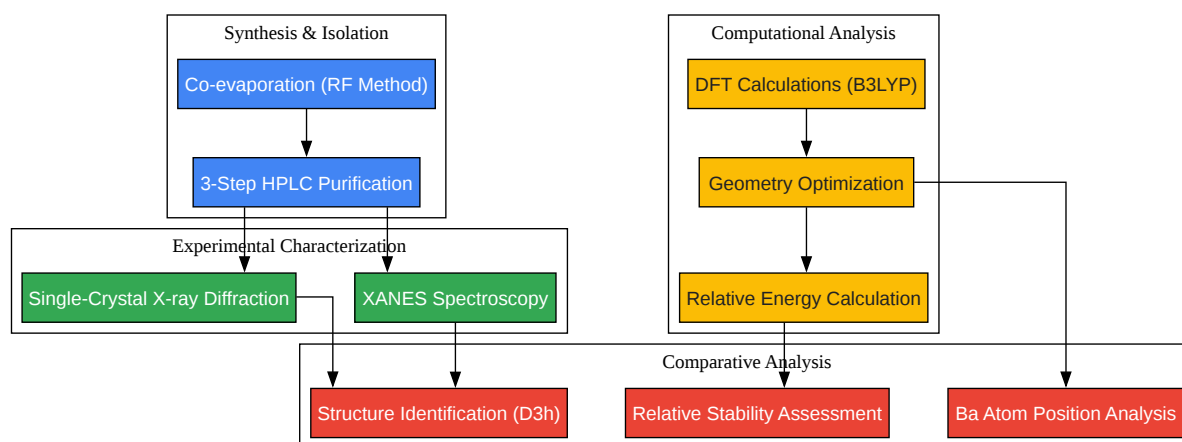 Synthesis & Isolation
Co-evaporation (RF Method)
3-Step HPLC Purification
Computational Analysis
DFT Calculations (B3LYP)
Geometry Optimization
Relative Energy Calculation
Experimental Characterization
Single-Crystal X-ray Diffraction
XANES Spectroscopy
Comparative Analysis
Structure Identification (D3h)
Relative Stability Assessment
Ba Atom Position Analysis